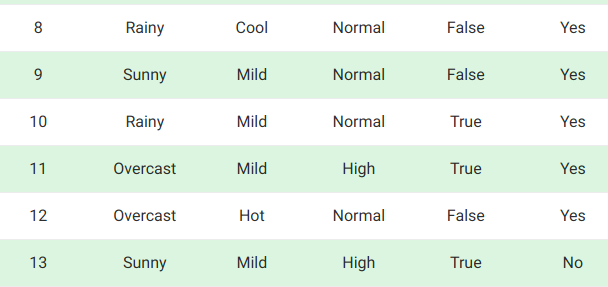 8 Rainy Cool Normal False Yes
9 Sunny Mild Normal False Yes
10 Rainy Mild Normal True Yes
11 Overcast Mild High True Yes
12 Overcast Hot Normal False Yes
13 Sunny Mild High True No